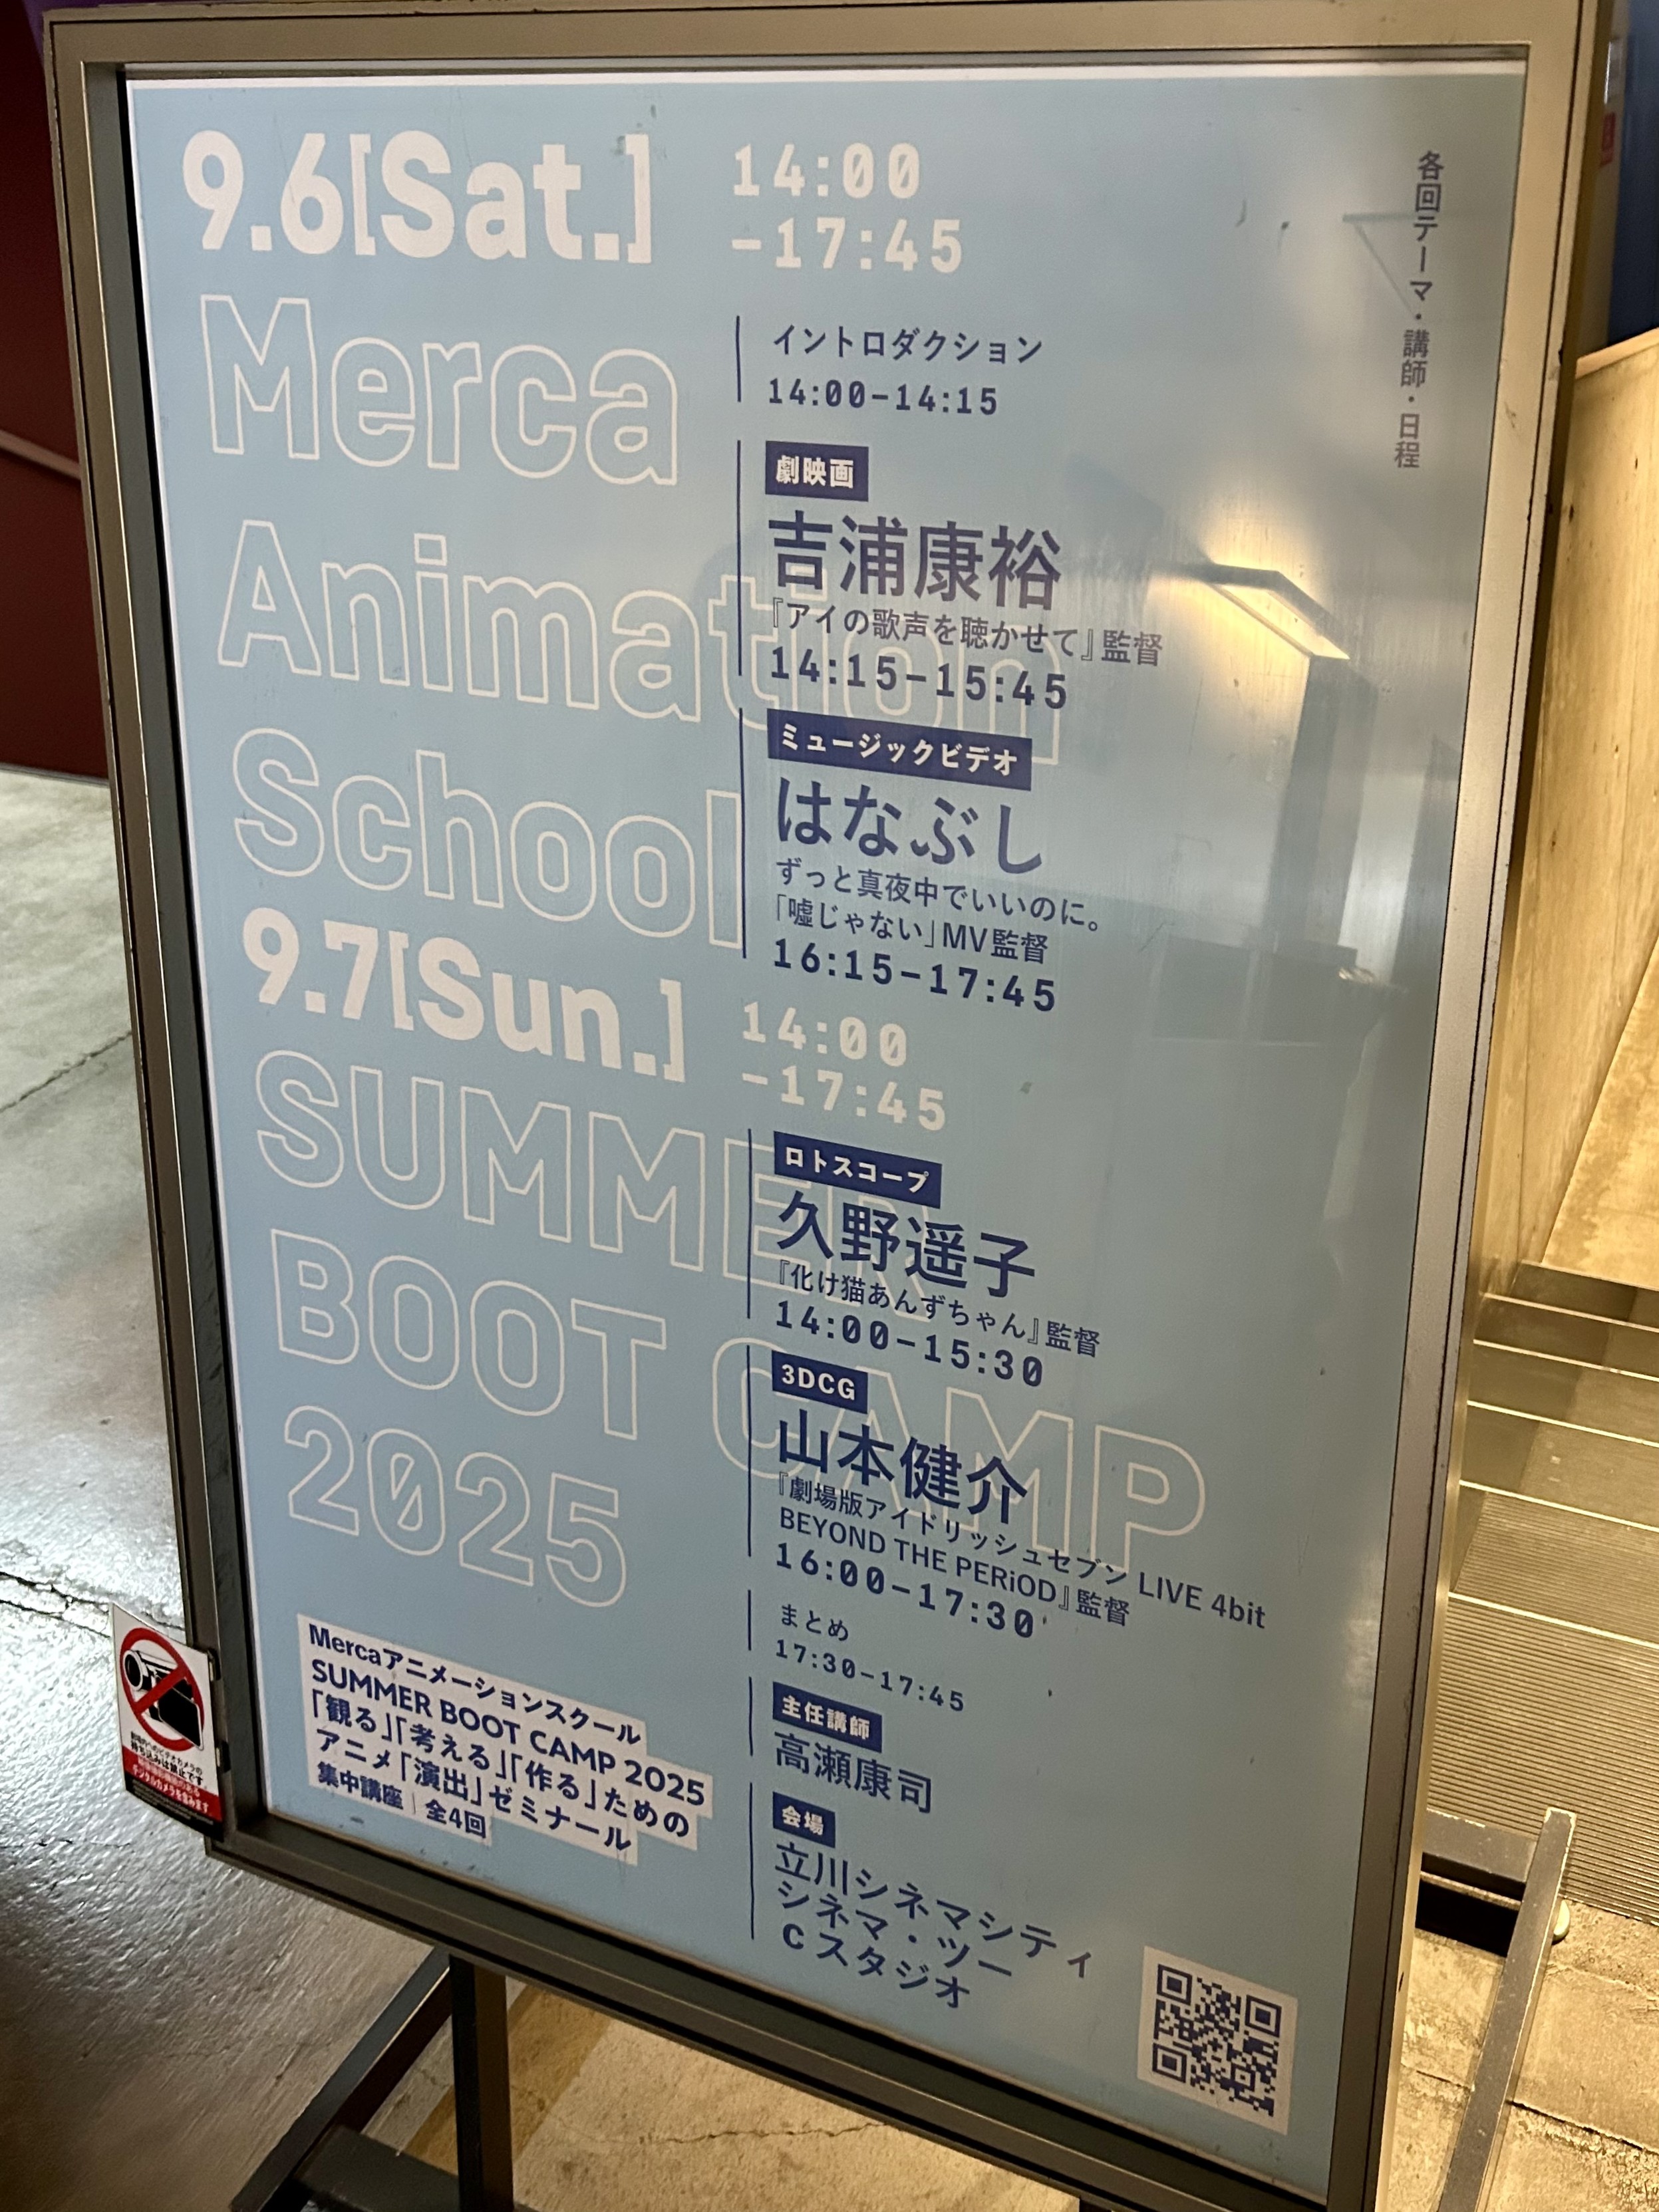 各回テーマ・講師・日程
9.6[Sat.]
14:00
-17:45
Merca
Animation
School
イントロダクション
14:00-14:15
劇映画
吉浦康裕
『アイの歌声を聴かせて』監督
14:15-15:45
ミュージックビデオ
はなぶし
ずっと真夜中でいいのに。
「嘘じゃない」MV監督
16:15-17:45
9.7[Sun.]
14:00
-17:45
SUMMER
BOOT CAMP
2025
ロトスコープ
久野遥子
『化け猫あんずちゃん』監督
14:00-15:30
3DCG
山本健介
『劇場版アイドリッシュセブン LIVE 4bit
BEYOND THE PERiOD』監督
16:00-17:30
まとめ
17:30-17:45
主任講師
高瀬康司
会場
立川シネマシティ
シネマ・ツー
c スタジオ
Mercaアニメーションスクール
SUMMER BOOT CAMP 2025
「観る」「考える」「作る」ための
アニメ「演出」ゼミナール
集中講座｜全4回
持ち込みは禁止です